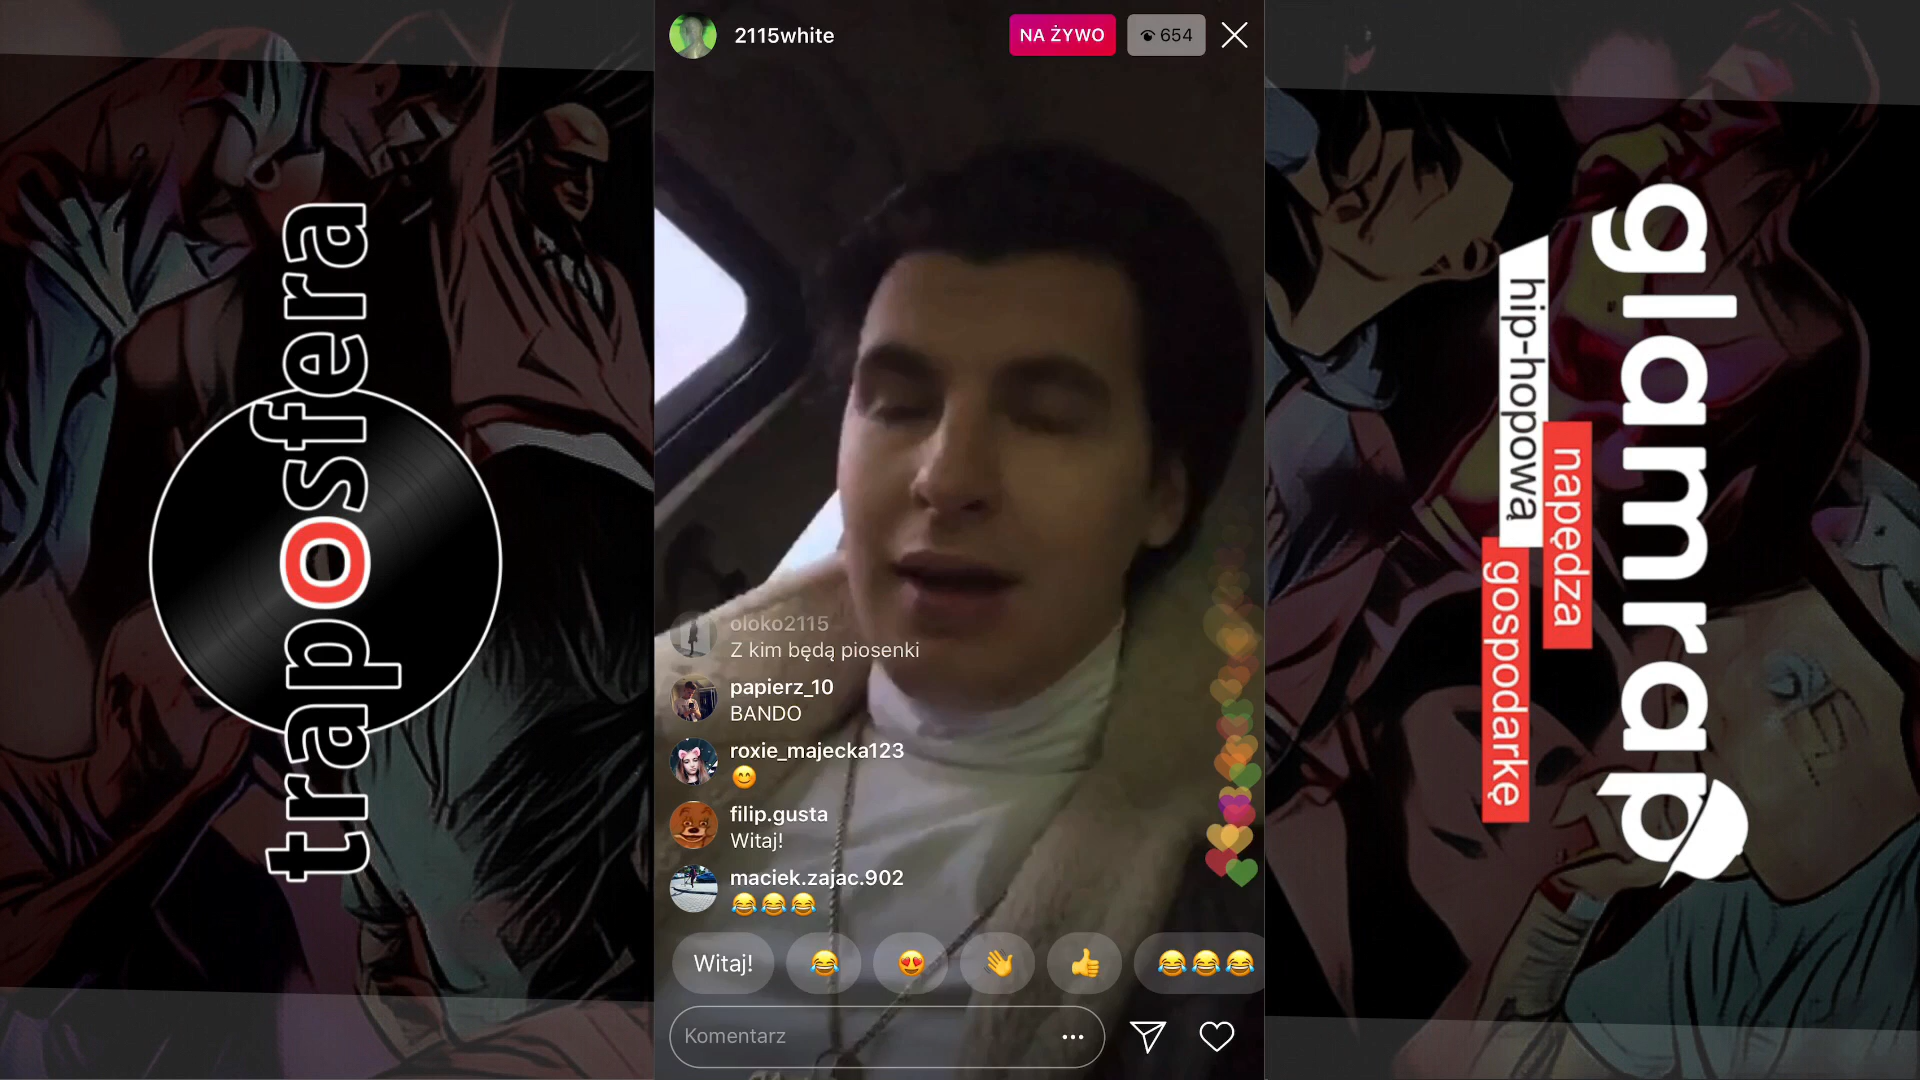 traposfera
2115white
NA ŻYWO
654
oloko2115
Z kim będą piosenki
papierz_10
BANDO
roxie_majecka123
filip.gusta
Witaj!
maciek.zajac.902
Witaj!
Komentarz
glamrap
napędza
hip-hopową
gospodarkę